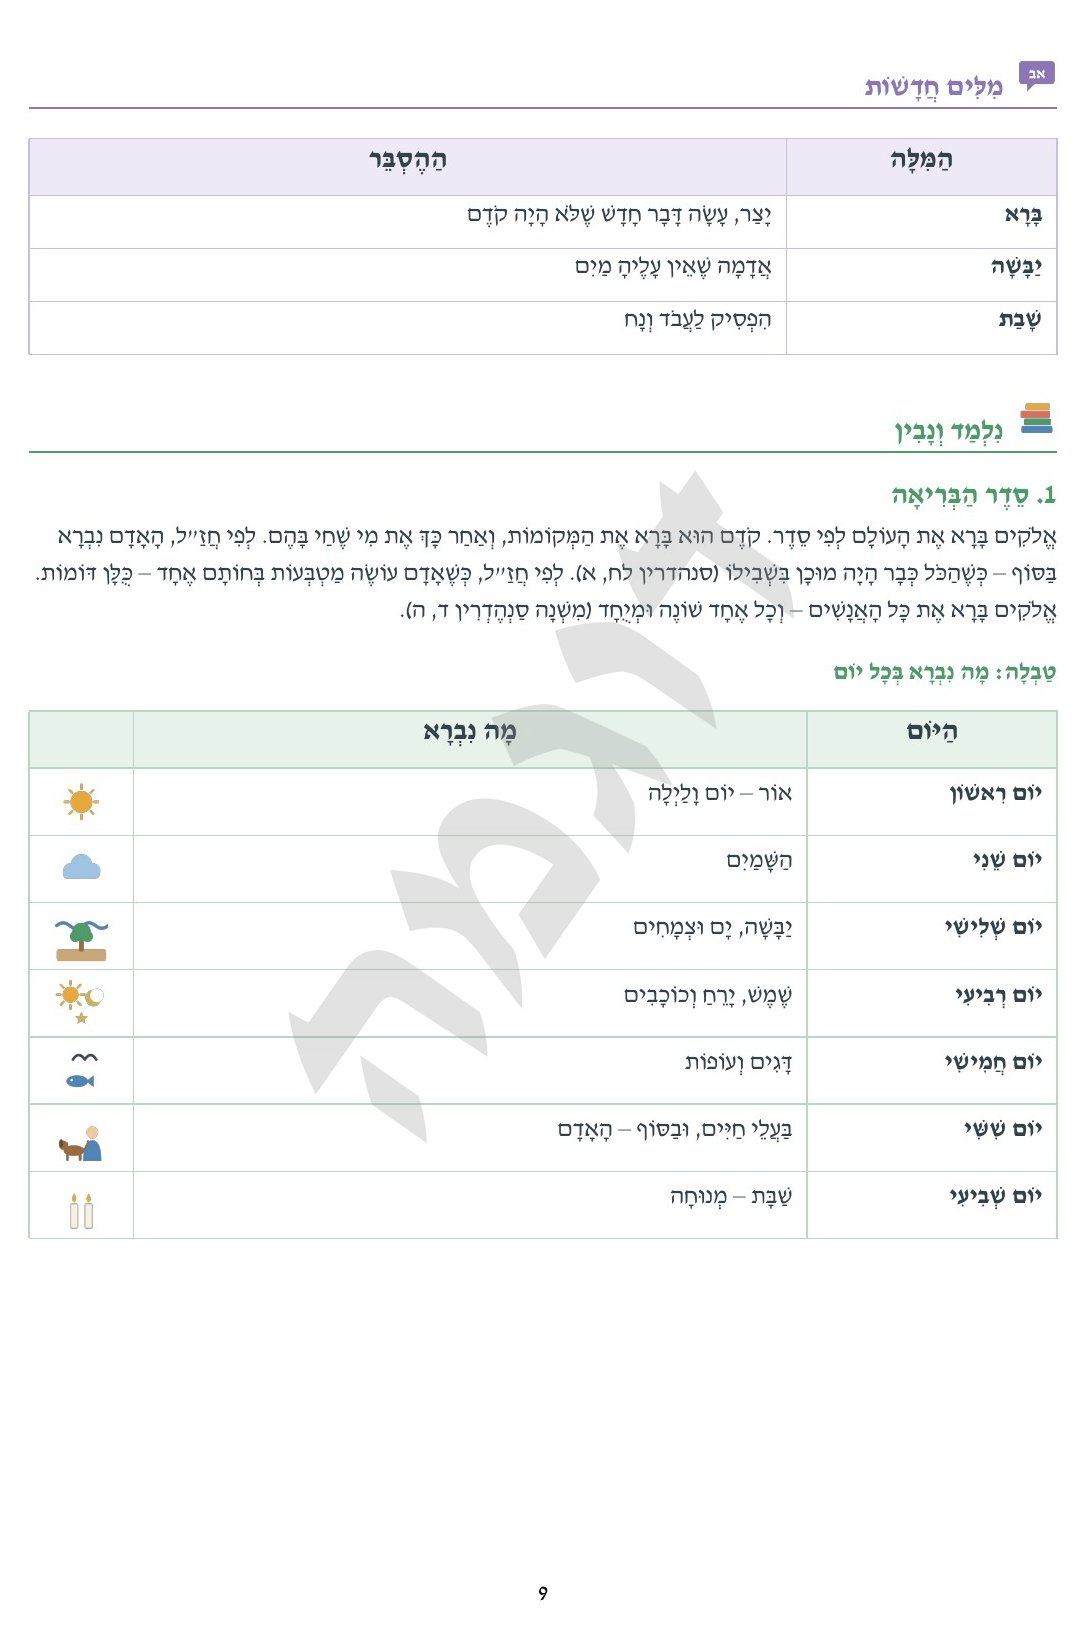 אב
מִלִּים חֲדָשׁוֹת
הַמִּלָּה הַהֶסְבֵּר
בָּרָא יָצַר, עָשָׂה דָּבָר חָדָשׁ שֶׁלֹּא הָיָה קֹדֶם
יַבָּשָׁה אֲדָמָה שֶׁאֵין עָלֶיהָ מַיִם
שָׁבַת הִפְסִיק לַעֲבֹד וְנָח
נִלְמַד וְנָבִין
1. סֵדֶר הַבְּרִיאָה
אֱלֹקִים בָּרָא אֶת הָעוֹלָם לְפִי סֵדֶר. קֹדֶם הוּא בָּרָא אֶת הַמְּקוֹמוֹת, וְאַחַר כָּךְ אֶת מִי שֶׁחַי בָּהֶם. לְפִי חֲזַ״ל, הָאָדָם נִבְרָא
בַּסּוֹף – כְּשֶׁהַכֹּל כְּבָר הָיָה מוּכָן בִּשְׁבִילוֹ (סנהדרין לח, א). לְפִי חֲזַ״ל, כְּשֶׁאָדָם עוֹשֶׂה מַטְבְּעוֹת בְּחוֹתָם אֶחָד – כֻּלָּן דּוֹמוֹת.
אֱלֹקִים בָּרָא אֶת כָּל הָאֲנָשִׁים – וְכָל אֶחָד שׁוֹנֶה וּמְיֻחָד (מִשְׁנָה סַנְהֶדְרִין ד, ה).
טַבְלָה: מָה נִבְרָא בְּכָל יוֹם
הַיּוֹם מָה נִבְרָא
יוֹם רִאשׁוֹן אוֹר – יוֹם וָלַיְלָה
יוֹם שֵׁנִי הַשָּׁמַיִם
יוֹם שְׁלִישִׁי יַבָּשָׁה, יָם וּצְמָחִים
יוֹם רְבִיעִי שֶׁמֶשׁ, יָרֵחַ וְכוֹכָבִים
יוֹם חֲמִישִׁי דָּגִים וְעוֹפוֹת
יוֹם שִׁשִּׁי בַּעֲלֵי חַיִּים, וּבַסּוֹף – הָאָדָם
יוֹם שְׁבִיעִי שַׁבָּת – מְנוּחָה
דוגמה
9